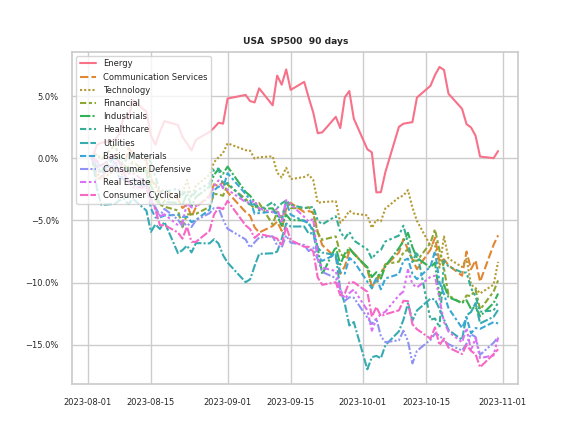 USA  SP500  90 days
Energy
Communication Services
Technology
Financial
Industrials
Healthcare
Utilities
Basic Materials
Consumer Defensive
Real Estate
Consumer Cyclical
5.0%
0.0%
−5.0%
−10.0%
−15.0%
2023-08-01 2023-08-15 2023-09-01 2023-09-15 2023-10-01 2023-10-15 2023-11-01